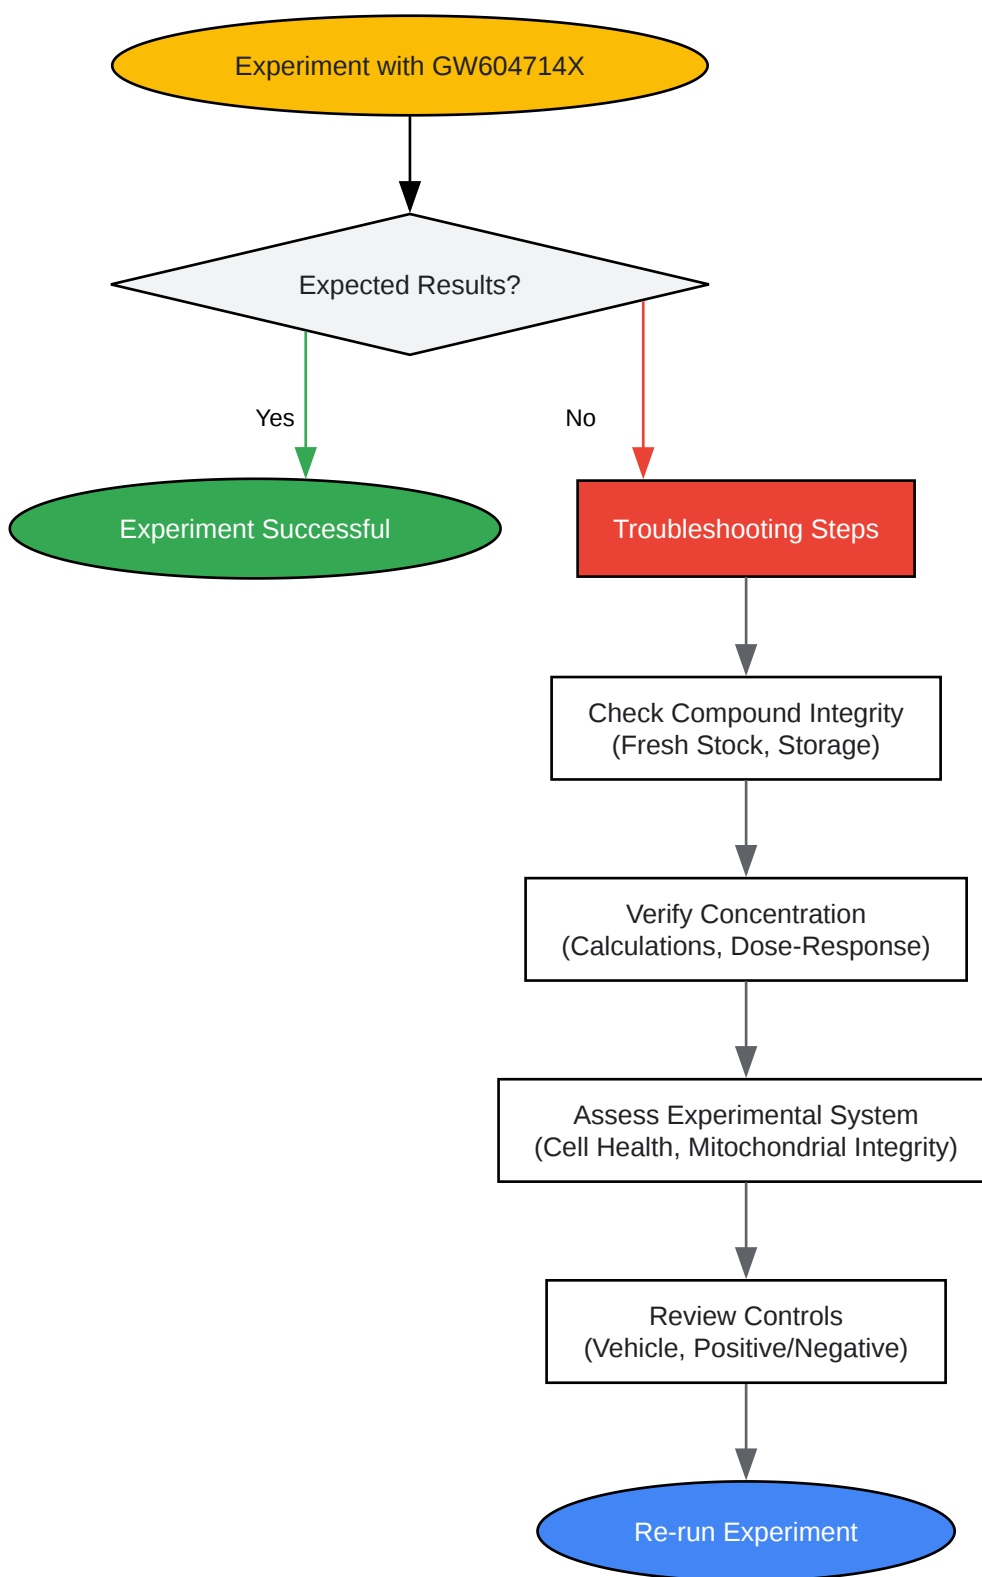 Experiment with GW604714X
Expected Results?
Yes
No
Experiment Successful
Troubleshooting Steps
Check Compound Integrity
(Fresh Stock, Storage)
Verify Concentration
(Calculations, Dose-Response)
Assess Experimental System
(Cell Health, Mitochondrial Integrity)
Review Controls
(Vehicle, Positive/Negative)
Re-run Experiment